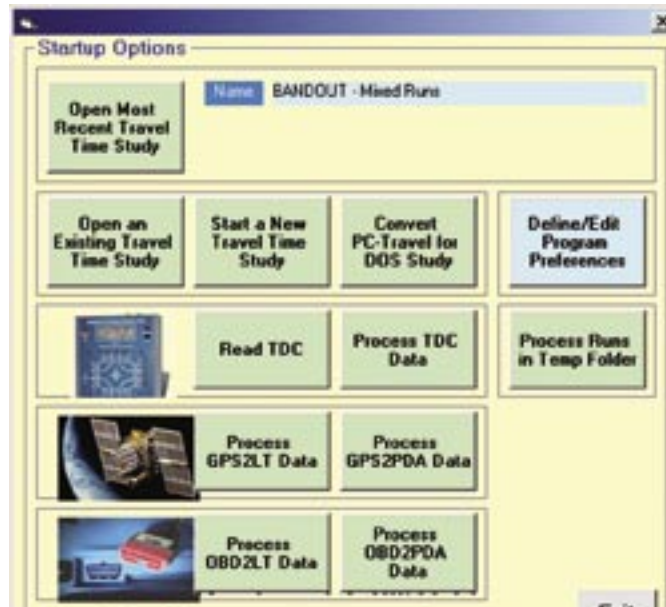 Startup Options
Open Most
Recent Travel
Time Study
Name BANDOUT - Mixed Runs
Open an
Existing Travel
Time Study
Start a New
Travel Time
Study
Convert
PC-Travel for
DOS Study
Define/Edit
Program
Preferences
Read TDC
Process TDC
Data
Process Runs
in Temp Folder
Process
GPS2LT Data
Process
GPS2PDA Data
Process
OBD2LT Data
Process
OBD2PDA
Data